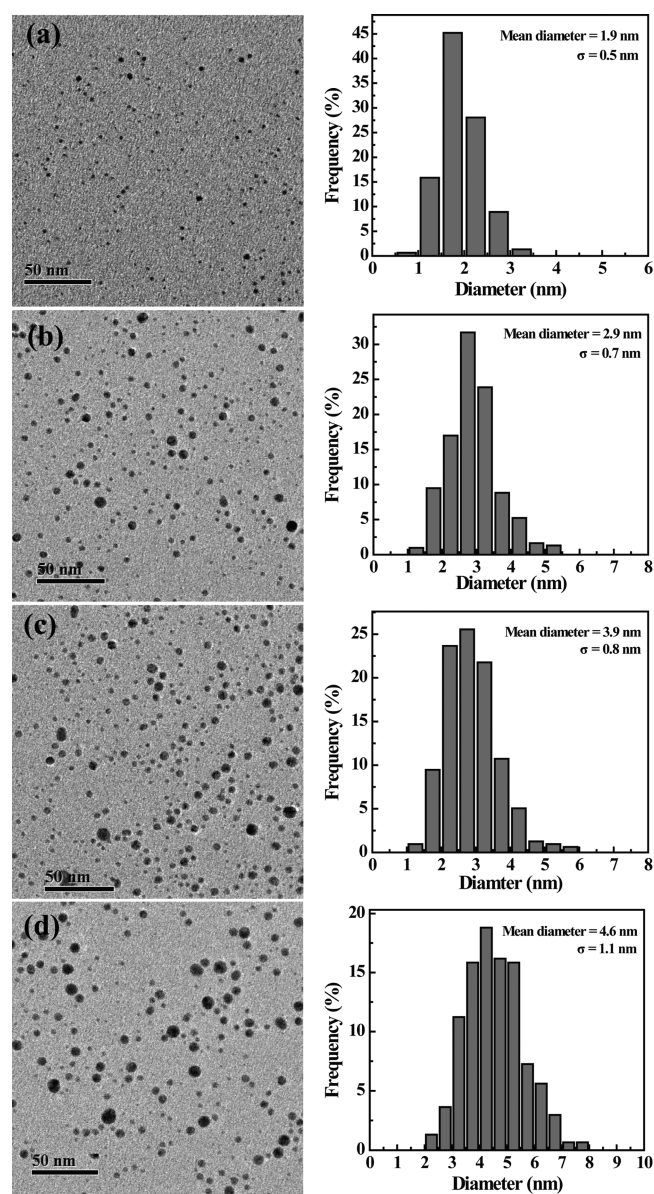 (a)
50 nm
Mean diameter = 1.9 nm
σ = 0.5 nm
Frequency (%)
45
40
35
30
25
20
15
10
5
0
0 1 2 3 4 5 6
Diameter (nm)
(b)
50 nm
Mean diameter = 2.9 nm
σ = 0.7 nm
Frequency (%)
30
25
20
15
10
5
0
0 1 2 3 4 5 6 7 8
Diameter (nm)
(c)
50 nm
Mean diameter = 3.9 nm
σ = 0.8 nm
Frequency (%)
25
20
15
10
5
0
0 1 2 3 4 5 6 7 8
Diamter (nm)
(d)
50 nm
Mean diameter = 4.6 nm
σ = 1.1 nm
Frequency (%)
20
15
10
5
0
0 1 2 3 4 5 6 7 8 9 10
Diameter (nm)